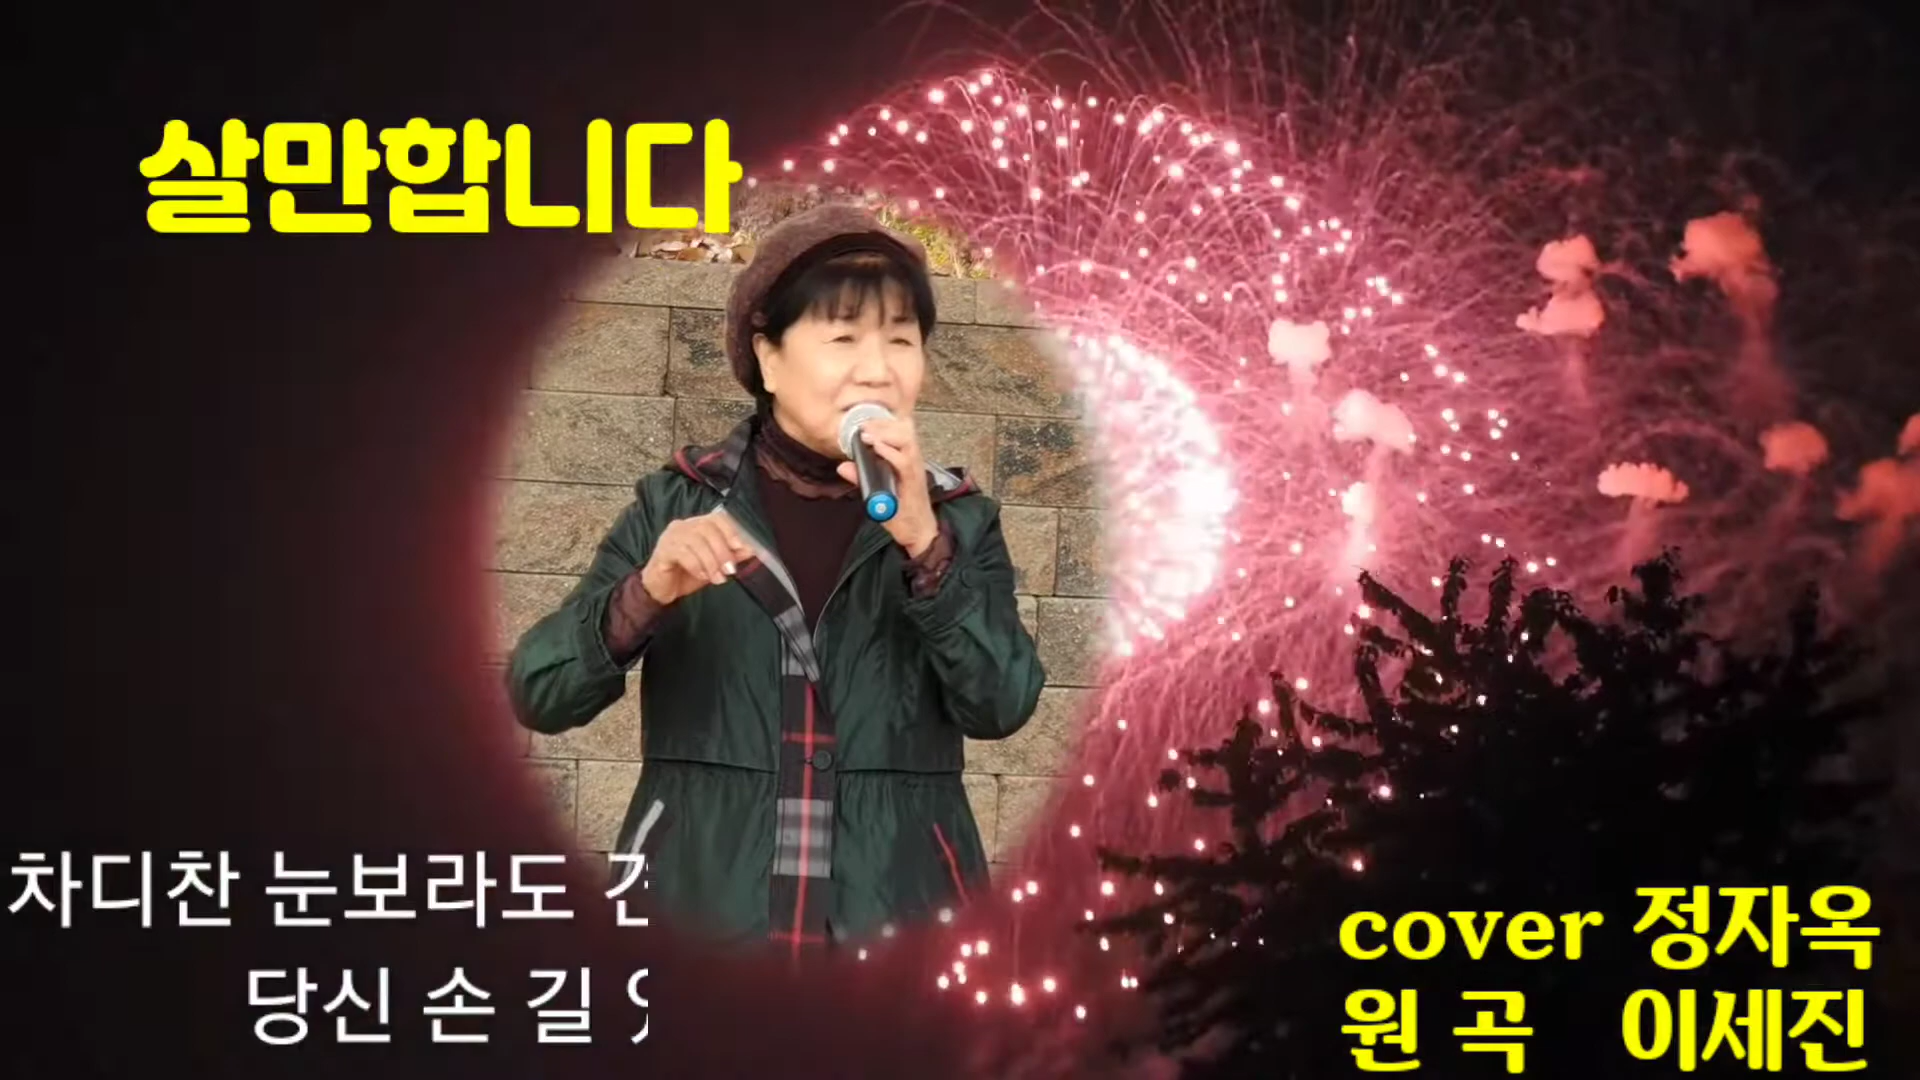 살만합니다
차디찬 눈보라도
당신 손 길
cover 정자옥
원 곡 이세진